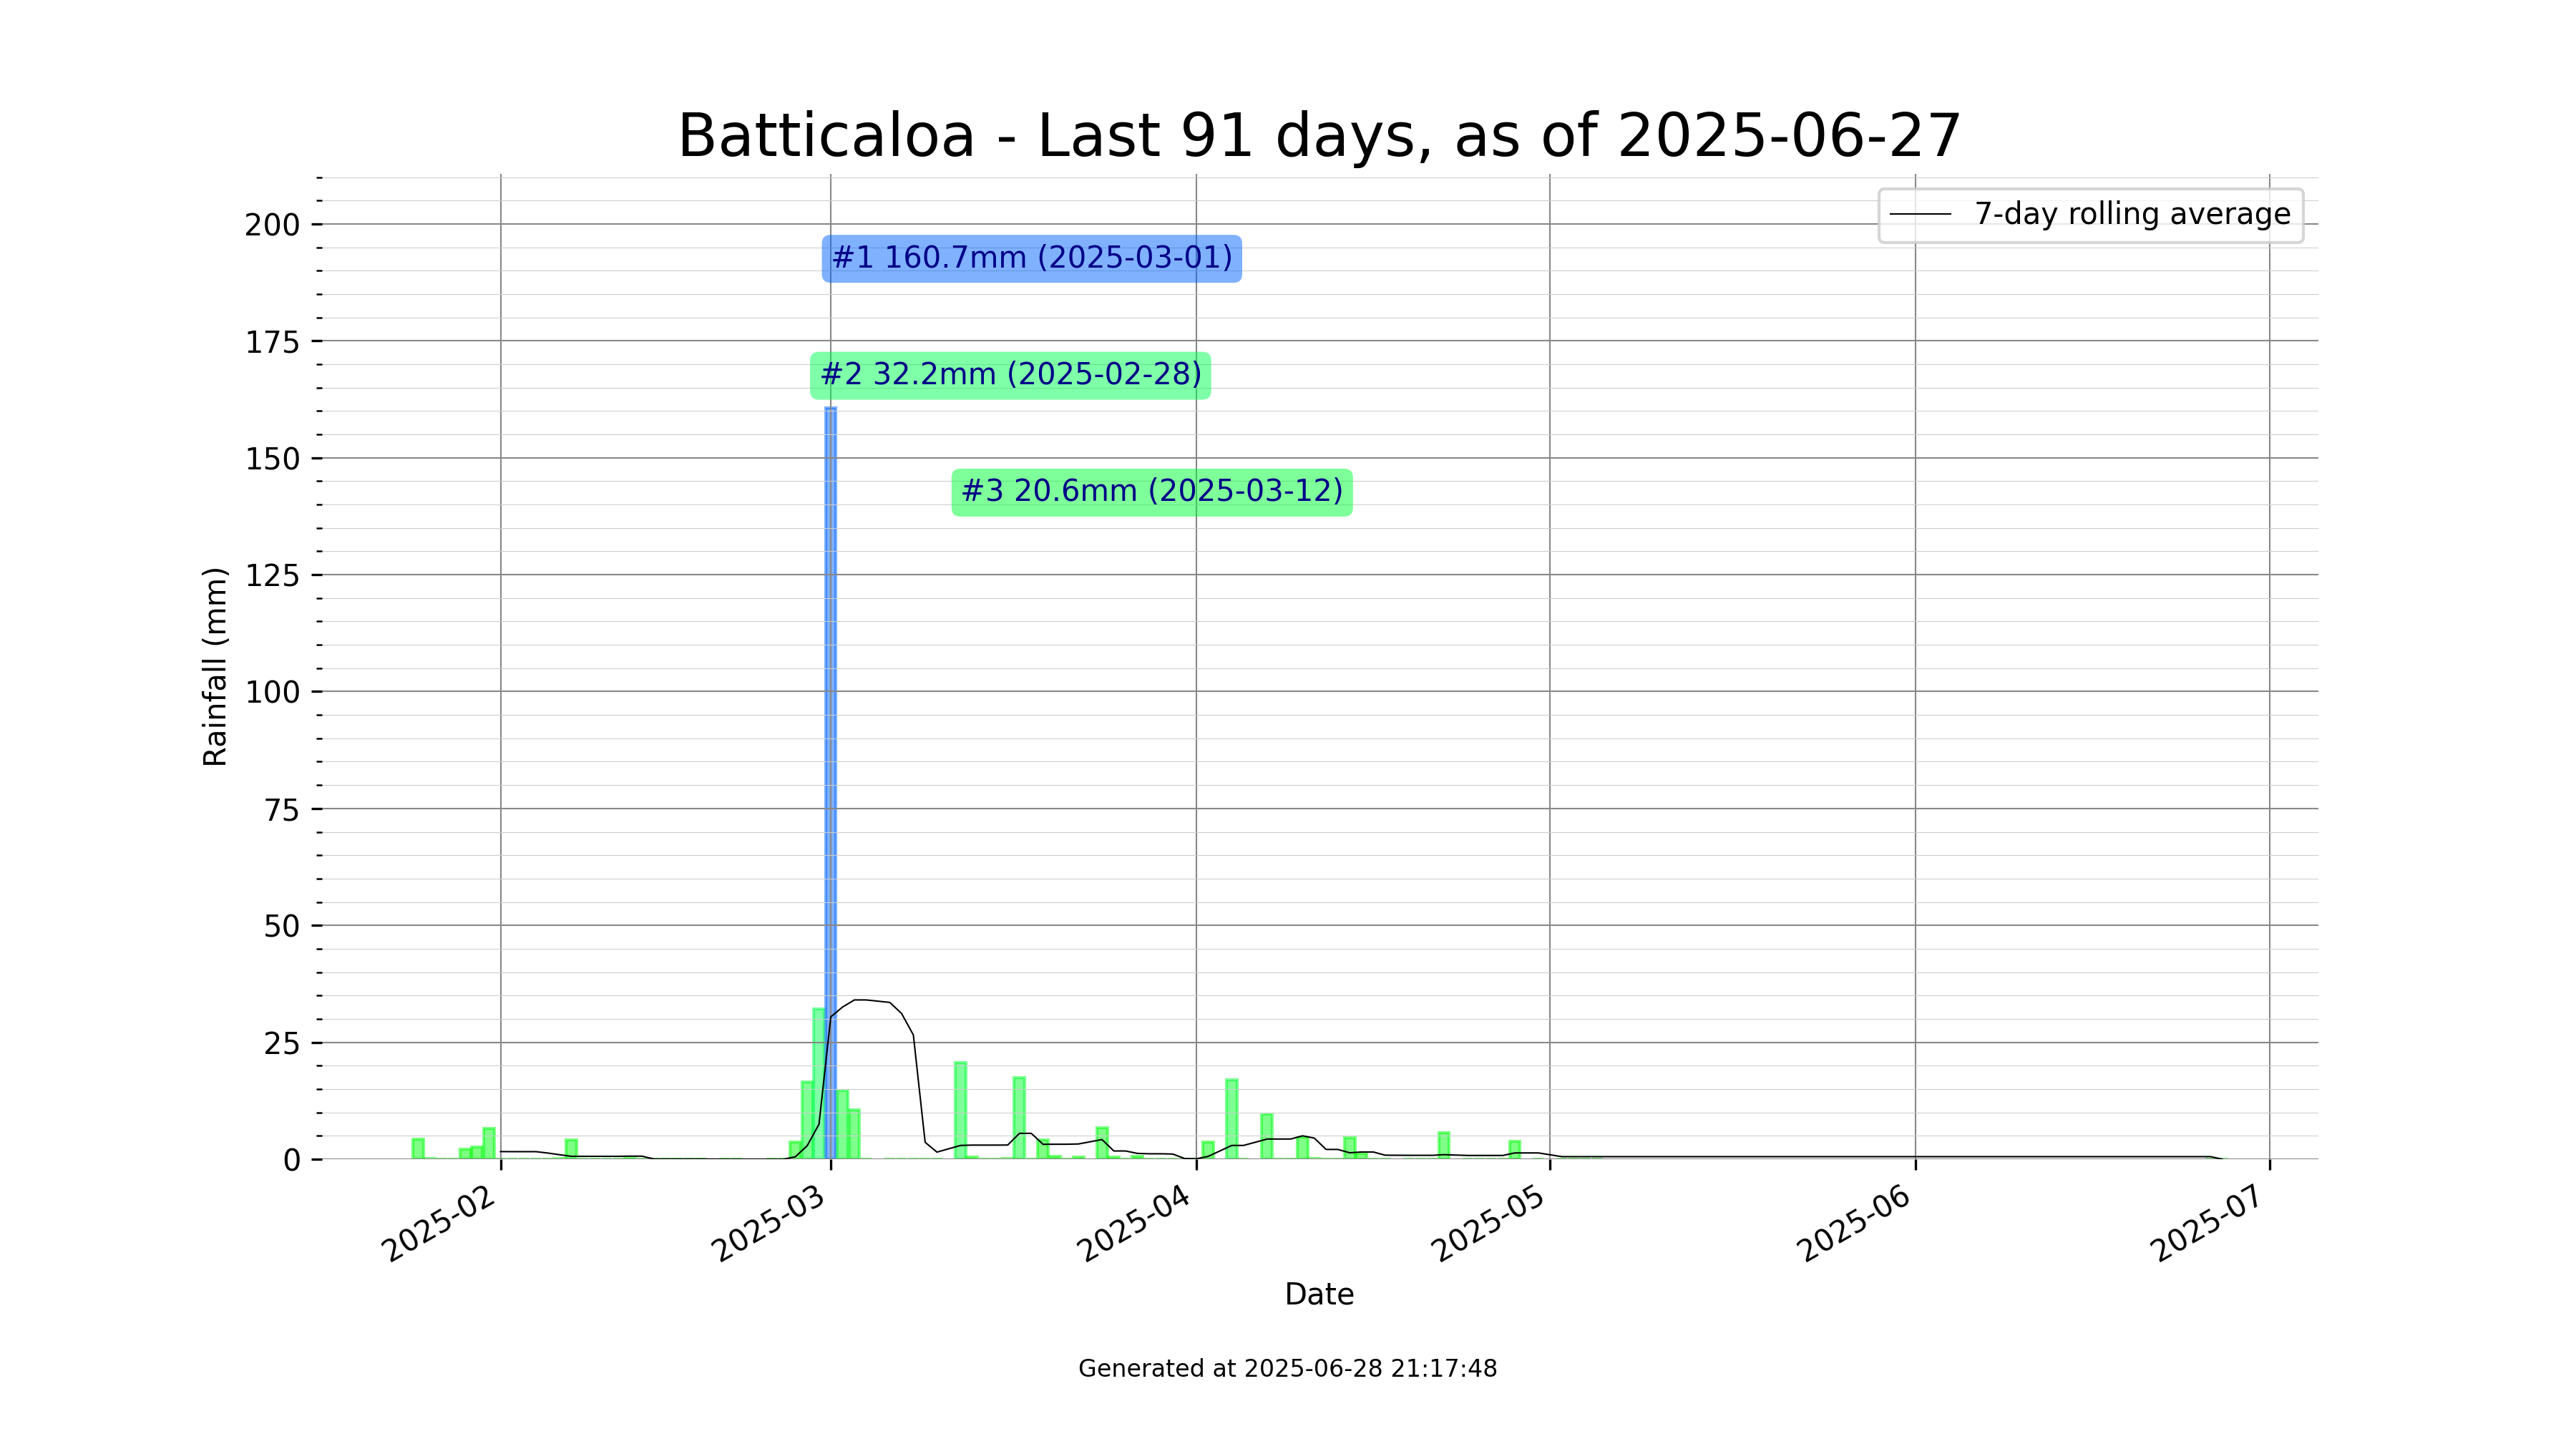 Batticaloa - Last 91 days, as of 2025-06-27
7-day rolling average
#1 160.7mm (2025-03-01)
#2 32.2mm (2025-02-28)
#3 20.6mm (2025-03-12)
Rainfall (mm)
200
175
150
125
100
75
50
25
0
2025-02
2025-03
2025-04
2025-05
2025-06
2025-07
Date
Generated at 2025-06-28 21:17:48